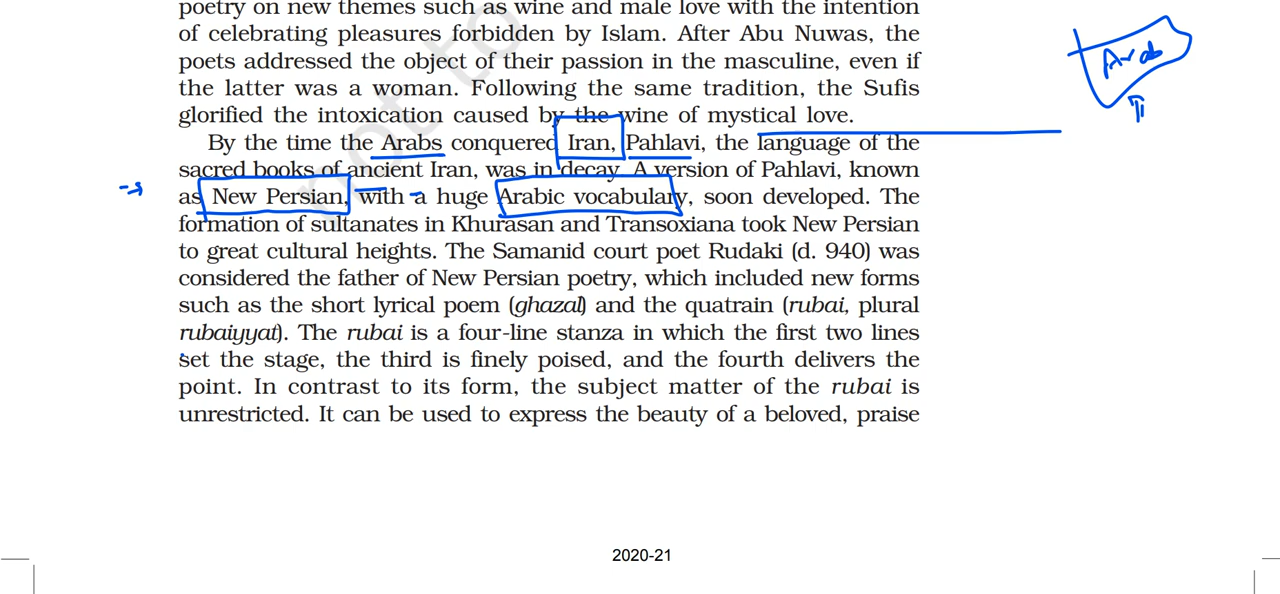 poetry on new themes such as wine and male love with the intention
of celebrating pleasures forbidden by Islam. After Abu Nuwas, the
poets addressed the object of their passion in the masculine, even if
the latter was a woman. Following the same tradition, the Sufis
glorified the intoxication caused by the wine of mystical love.
By the time the Arabs conquered Iran, Pahlavi, the language of the
sacred books of ancient Iran, was in decay. A version of Pahlavi, known
as New Persian, with a huge Arabic vocabulary, soon developed. The
formation of sultanates in Khurasan and Transoxiana took New Persian
to great cultural heights. The Samanid court poet Rudaki (d. 940) was
considered the father of New Persian poetry, which included new forms
such as the short lyrical poem (ghazal) and the quatrain (rubai, plural
rubaiyyat). The rubai is a four-line stanza in which the first two lines
set the stage, the third is finely poised, and the fourth delivers the
point. In contrast to its form, the subject matter of the rubai is
unrestricted. It can be used to express the beauty of a beloved, praise
Arab
not to
2020-21